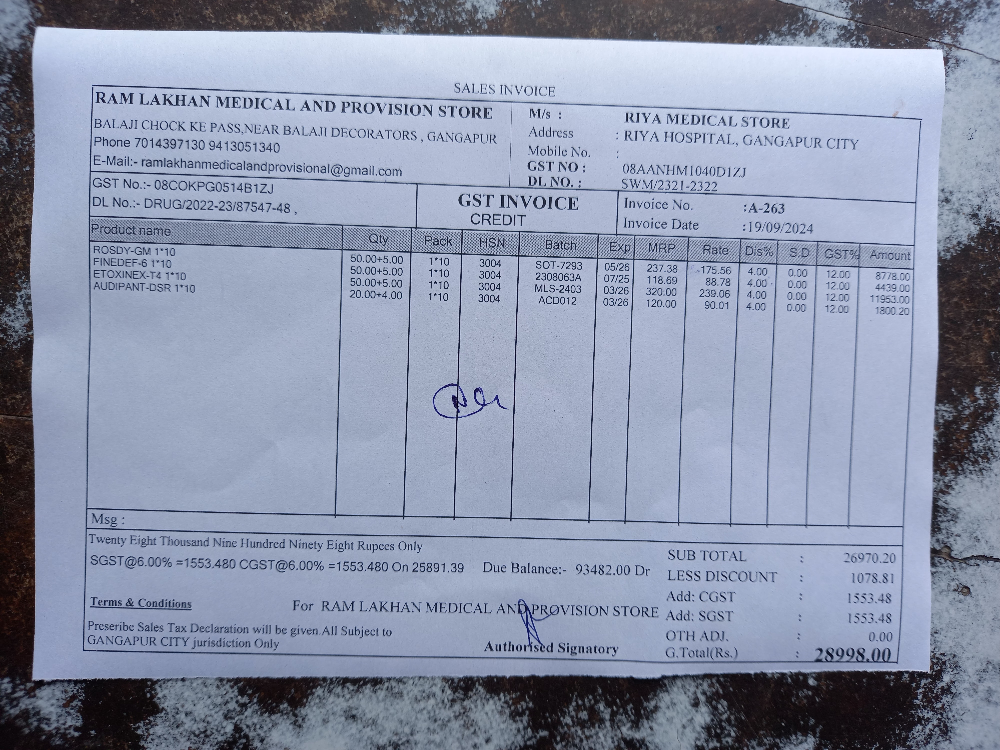 SALES INVOICE
RAM LAKHAN MEDICAL AND PROVISION STORE
BALAJI CHOCK KE PASS,NEAR BALAJI DECORATORS , GANGAPUR
Phone 7014397130 9413051340
E-Mail:- ramlakhanmedicalandprovisional@gmail.com
GST No.:- 08COKPG0514B1ZJ
DL No.:- DRUG/2022-23/87547-48 ,
M/s : RIYA MEDICAL STORE
Address : RIYA HOSPITAL, GANGAPUR CITY
Mobile No. :
GST NO : 08AANHM1040D1ZJ
DL NO. : SWM/2321-2322
GST INVOICE
CREDIT
Invoice No. :A-263
Invoice Date :19/09/2024
Product name Qty Pack HSN Batch Exp MRP Rate Dis% S.D GST% Amount
ROSDY-GM 1*10 50.00+5.00 1*10 3004 SOT-7293 05/26 237.38 175.56 4.00 0.00 12.00 8778.00
FINEDEF-6 1*10 50.00+5.00 1*10 3004 2308063A 07/25 118.69 88.78 4.00 0.00 12.00 4439.00
ETOXINEX-T4 1*10 50.00+5.00 1*10 3004 MLS-2403 03/26 320.00 239.06 4.00 0.00 12.00 11953.00
AUDIPANT-DSR 1*10 20.00+4.00 1*10 3004 ACD012 03/26 120.00 90.01 4.00 0.00 12.00 1800.20
Msg :
Twenty Eight Thousand Nine Hundred Ninety Eight Rupees Only
SGST@6.00% =1553.480 CGST@6.00% =1553.480 On 25891.39 Due Balance:- 93482.00 Dr
Terms & Conditions
For RAM LAKHAN MEDICAL AND PROVISION STORE
Preseribc Sales Tax Declaration will be given.All Subject to
GANGAPUR CITY jurisdiction Only
Authorised Signatory
SUB TOTAL : 26970.20
LESS DISCOUNT : 1078.81
Add: CGST : 1553.48
Add: SGST : 1553.48
OTH ADJ. : 0.00
G.Total(Rs.) : 28998.00